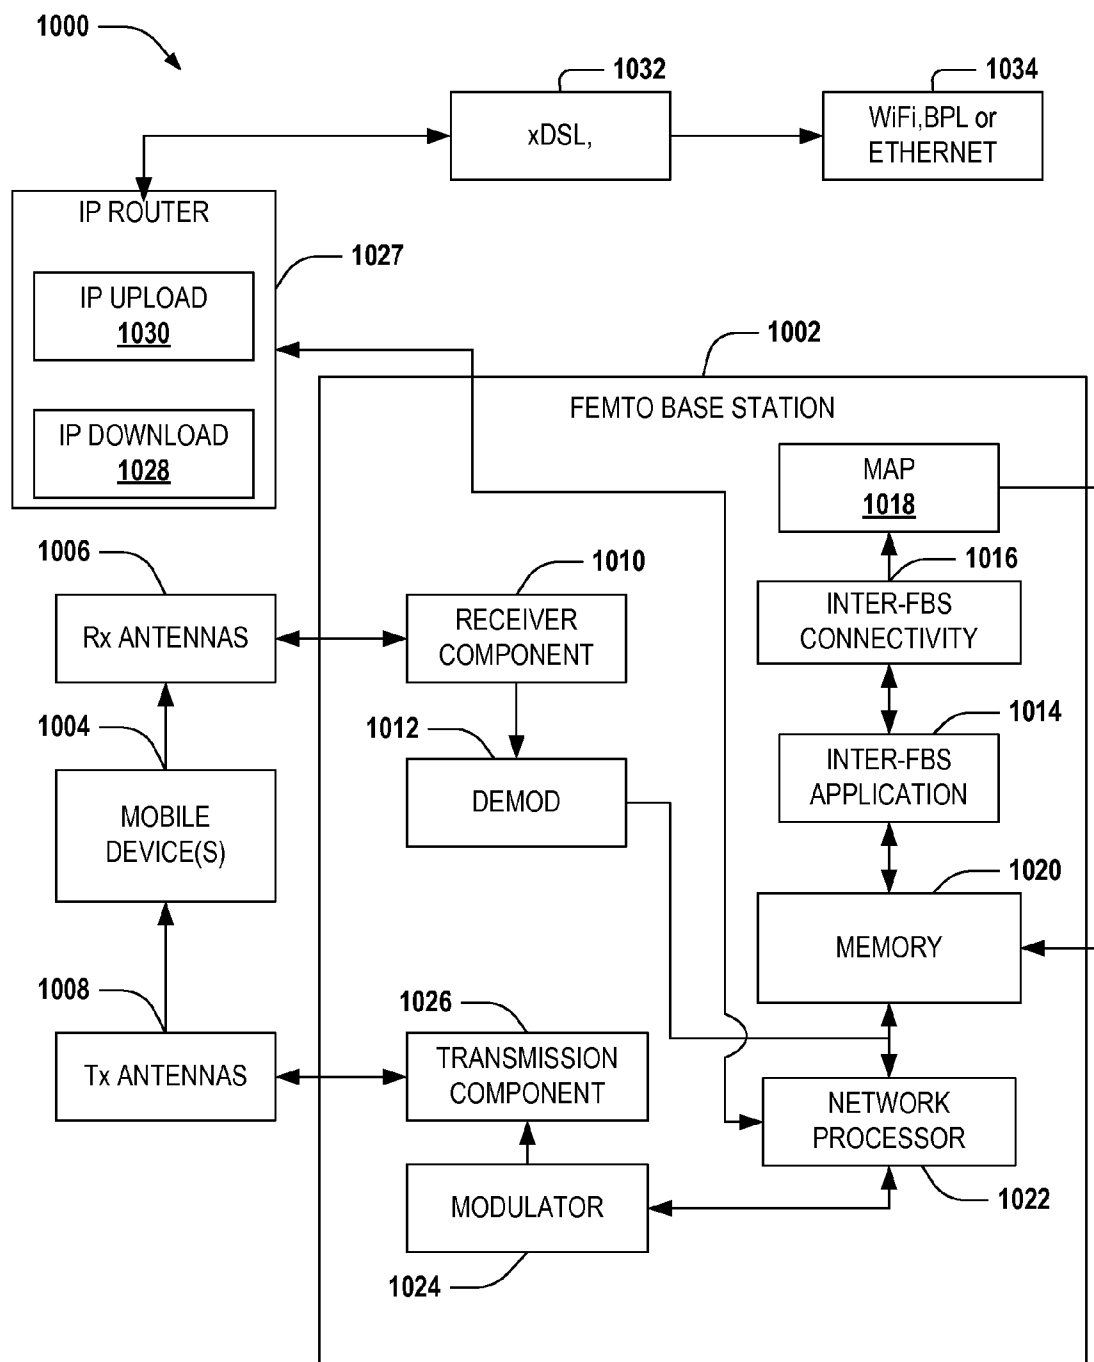 1000
1032
xDSL,
1034
WiFi,BPL or
ETHERNET
IP ROUTER
1027
IP UPLOAD
1030
IP DOWNLOAD
1028
1002
FEMTO BASE STATION
MAP
1018
1006
Rx ANTENNAS
1010
RECEIVER
COMPONENT
1016
INTER-FBS
CONNECTIVITY
1004
MOBILE
DEVICE(S)
1012
DEMOD
1014
INTER-FBS
APPLICATION
1020
MEMORY
1008
Tx ANTENNAS
1026
TRANSMISSION
COMPONENT
NETWORK
PROCESSOR
1022
MODULATOR
1024